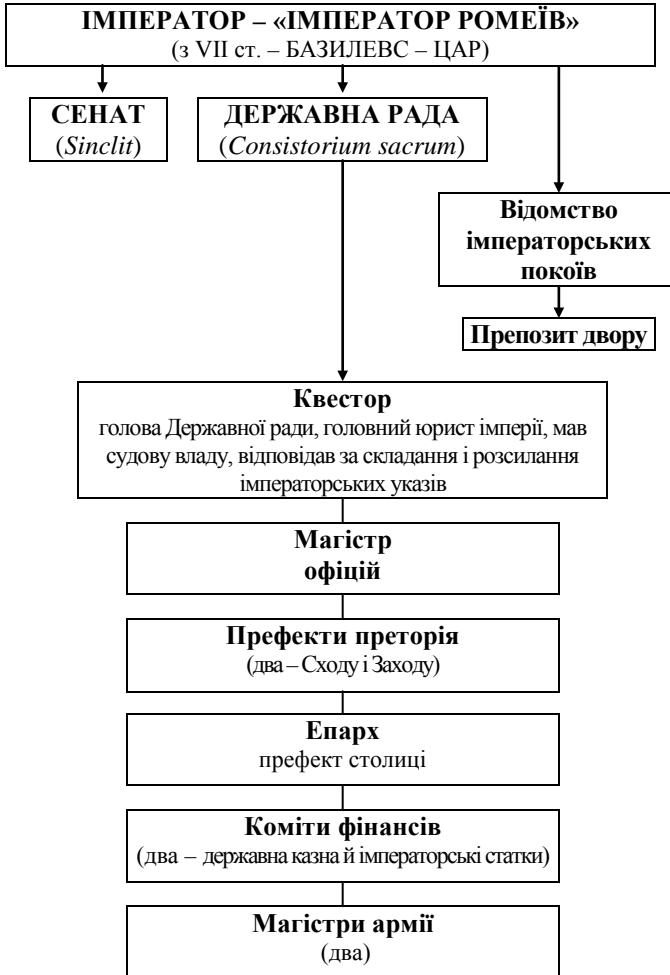 ІМПЕРАТОР – «ІМПЕРАТОР РОМЕЇВ»
(з VII ст. – БАЗИЛЕВС – ЦАР)
СЕНАТ
(Sinclit)
ДЕРЖАВНА РАДА
(Consistorium sacrum)
Відомство
імператорських
покоїв
Препозит двору
Квестор
голова Державної ради, головний юрист імперії, мав
судову владу, відповідав за складання і розсилання
імператорських указів
Магістр
офіцій
Префекти преторія
(два – Сходу і Заходу)
Епарх
префект столиці
Коміти фінансів
(два – державна казна й імператорські статки)
Магістри армії
(два)